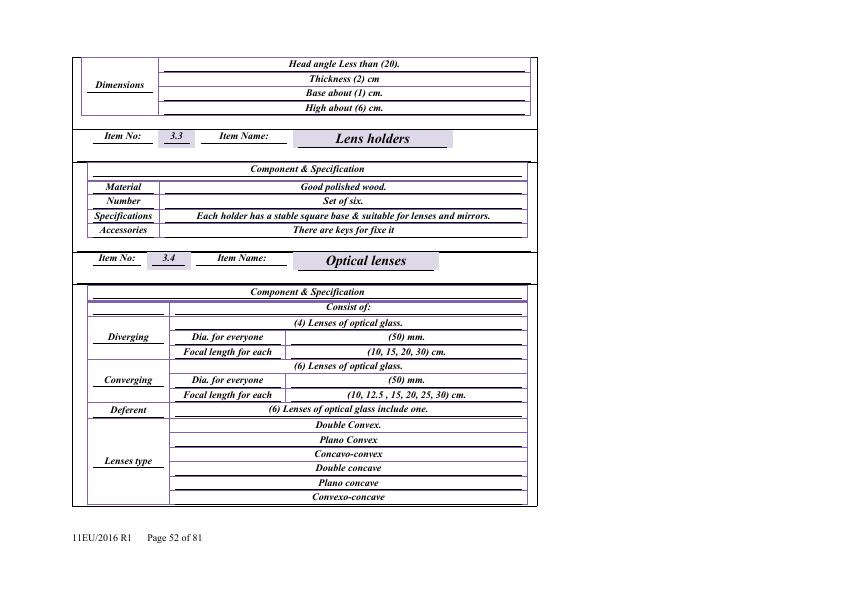 Dimensions
Head angle Less than (20).
Thickness (2) cm
Base about (1) cm.
High about (6) cm.
Item No: 3.3 Item Name: Lens holders
Component & Specification
Material Good polished wood.
Number Set of six.
Specifications Each holder has a stable square base & suitable for lenses and mirrors.
Accessories There are keys for fixe it
Item No: 3.4 Item Name: Optical lenses
Component & Specification
Consist of:
Diverging
(4) Lenses of optical glass.
Dia. for everyone (50) mm.
Focal length for each (10, 15, 20, 30) cm.
Converging
(6) Lenses of optical glass.
Dia. for everyone (50) mm.
Focal length for each (10, 12.5 , 15, 20, 25, 30) cm.
Deferent (6) Lenses of optical glass include one.
Lenses type
Double Convex.
Plano Convex
Concavo-convex
Double concave
Plano concave
Convexo-concave
11EU/2016 R1 Page 52 of 81